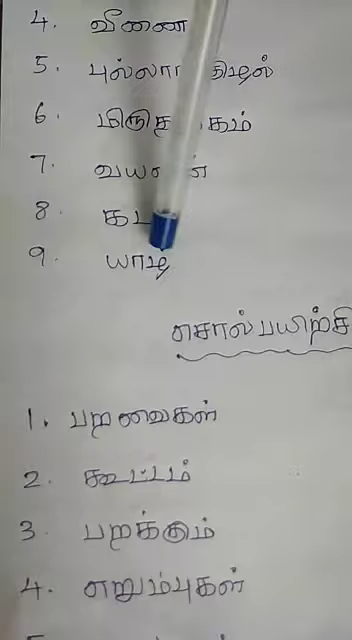 4. வீணை
5. புல்லாங்குழல்
6. மிருதங்கம்
7.
8.
9. யாழ்
சொல் பயிற்சி
1. பறவைகள்
2. கூட்டம்
3. பறக்கும்
4. எறும்புகள்